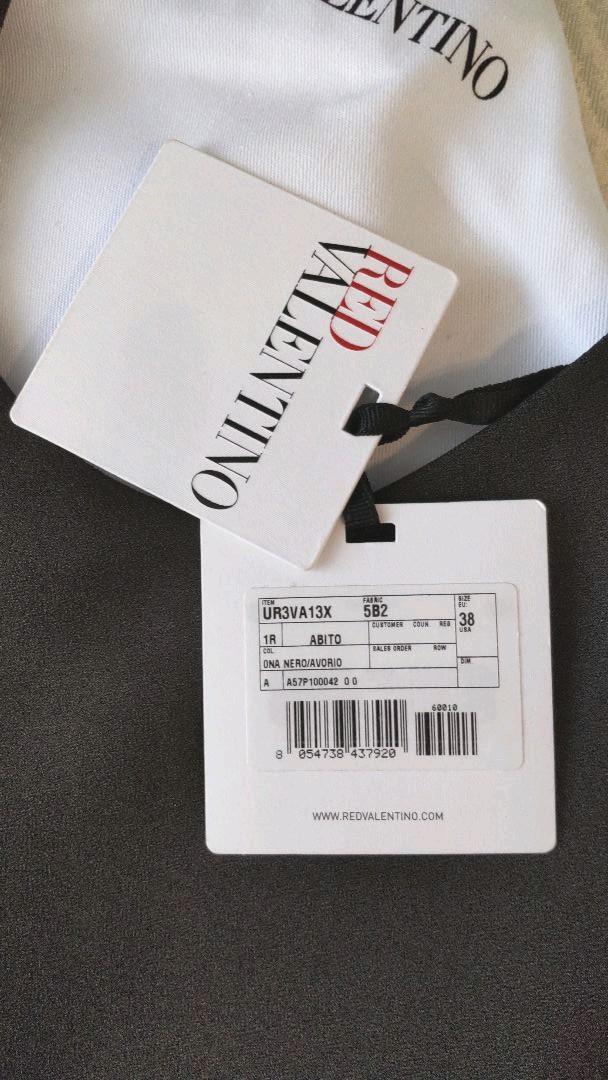 VALENTINO
RED
VALENTINO
ITEM FABRIC SIZE
UR3VA13X 5B2 EU:
38
USA
1R ABITO CUSTOMER COUN. REG
COL SALES ORDER ROW
0NA NERO/AVORIO DIM.
A A57P100042 0 0
60010
8 054738 437920
WWW.REDVALENTINO.COM